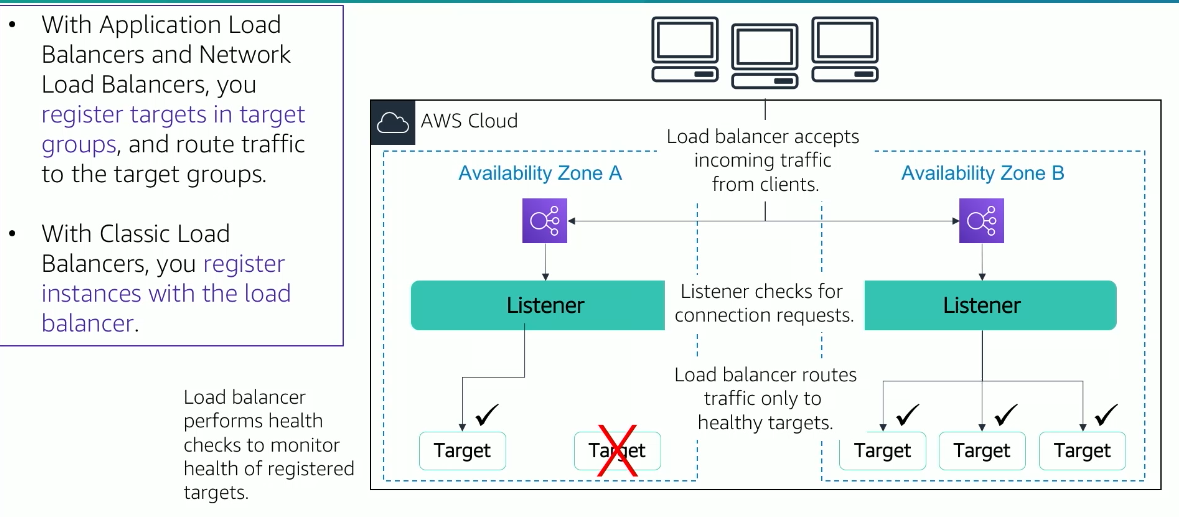 • With Application Load
Balancers and Network
Load Balancers, you
register targets in target
groups, and route traffic
to the target groups.
• With Classic Load
Balancers, you register
instances with the load
balancer.
AWS Cloud
Load balancer accepts
incoming traffic
from clients.
Availability Zone A
Availability Zone B
Listener
Listener checks for
connection requests.
Listener
Load balancer routes
traffic only to
healthy targets.
Load balancer
performs health
checks to monitor
health of registered
targets.
Target
Target
Target
Target
Target